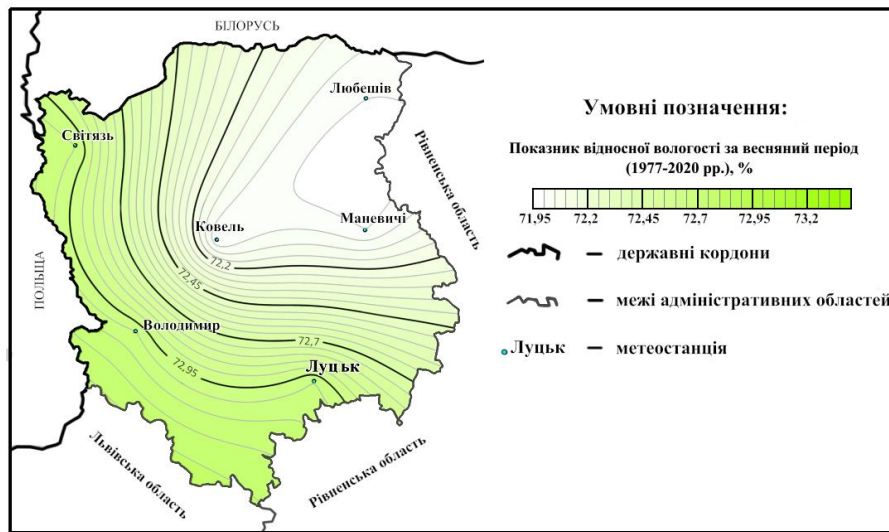 БІЛОРУСЬ
Любешів
Світязь
Рівненська область
Маневичі
Ковель
72,2
72,45
ПОЛЬЩА
Володимир
72,7
72,95
Луцьк
Львівська область
Рівненська область
Умовні позначення:
Показник відносної вологості за весняний період
(1977-2020 рр.), %
71,95 72,2 72,45 72,7 72,95 73,2
– державні кордони
– межі адміністративних областей
Луцьк – метеостанція